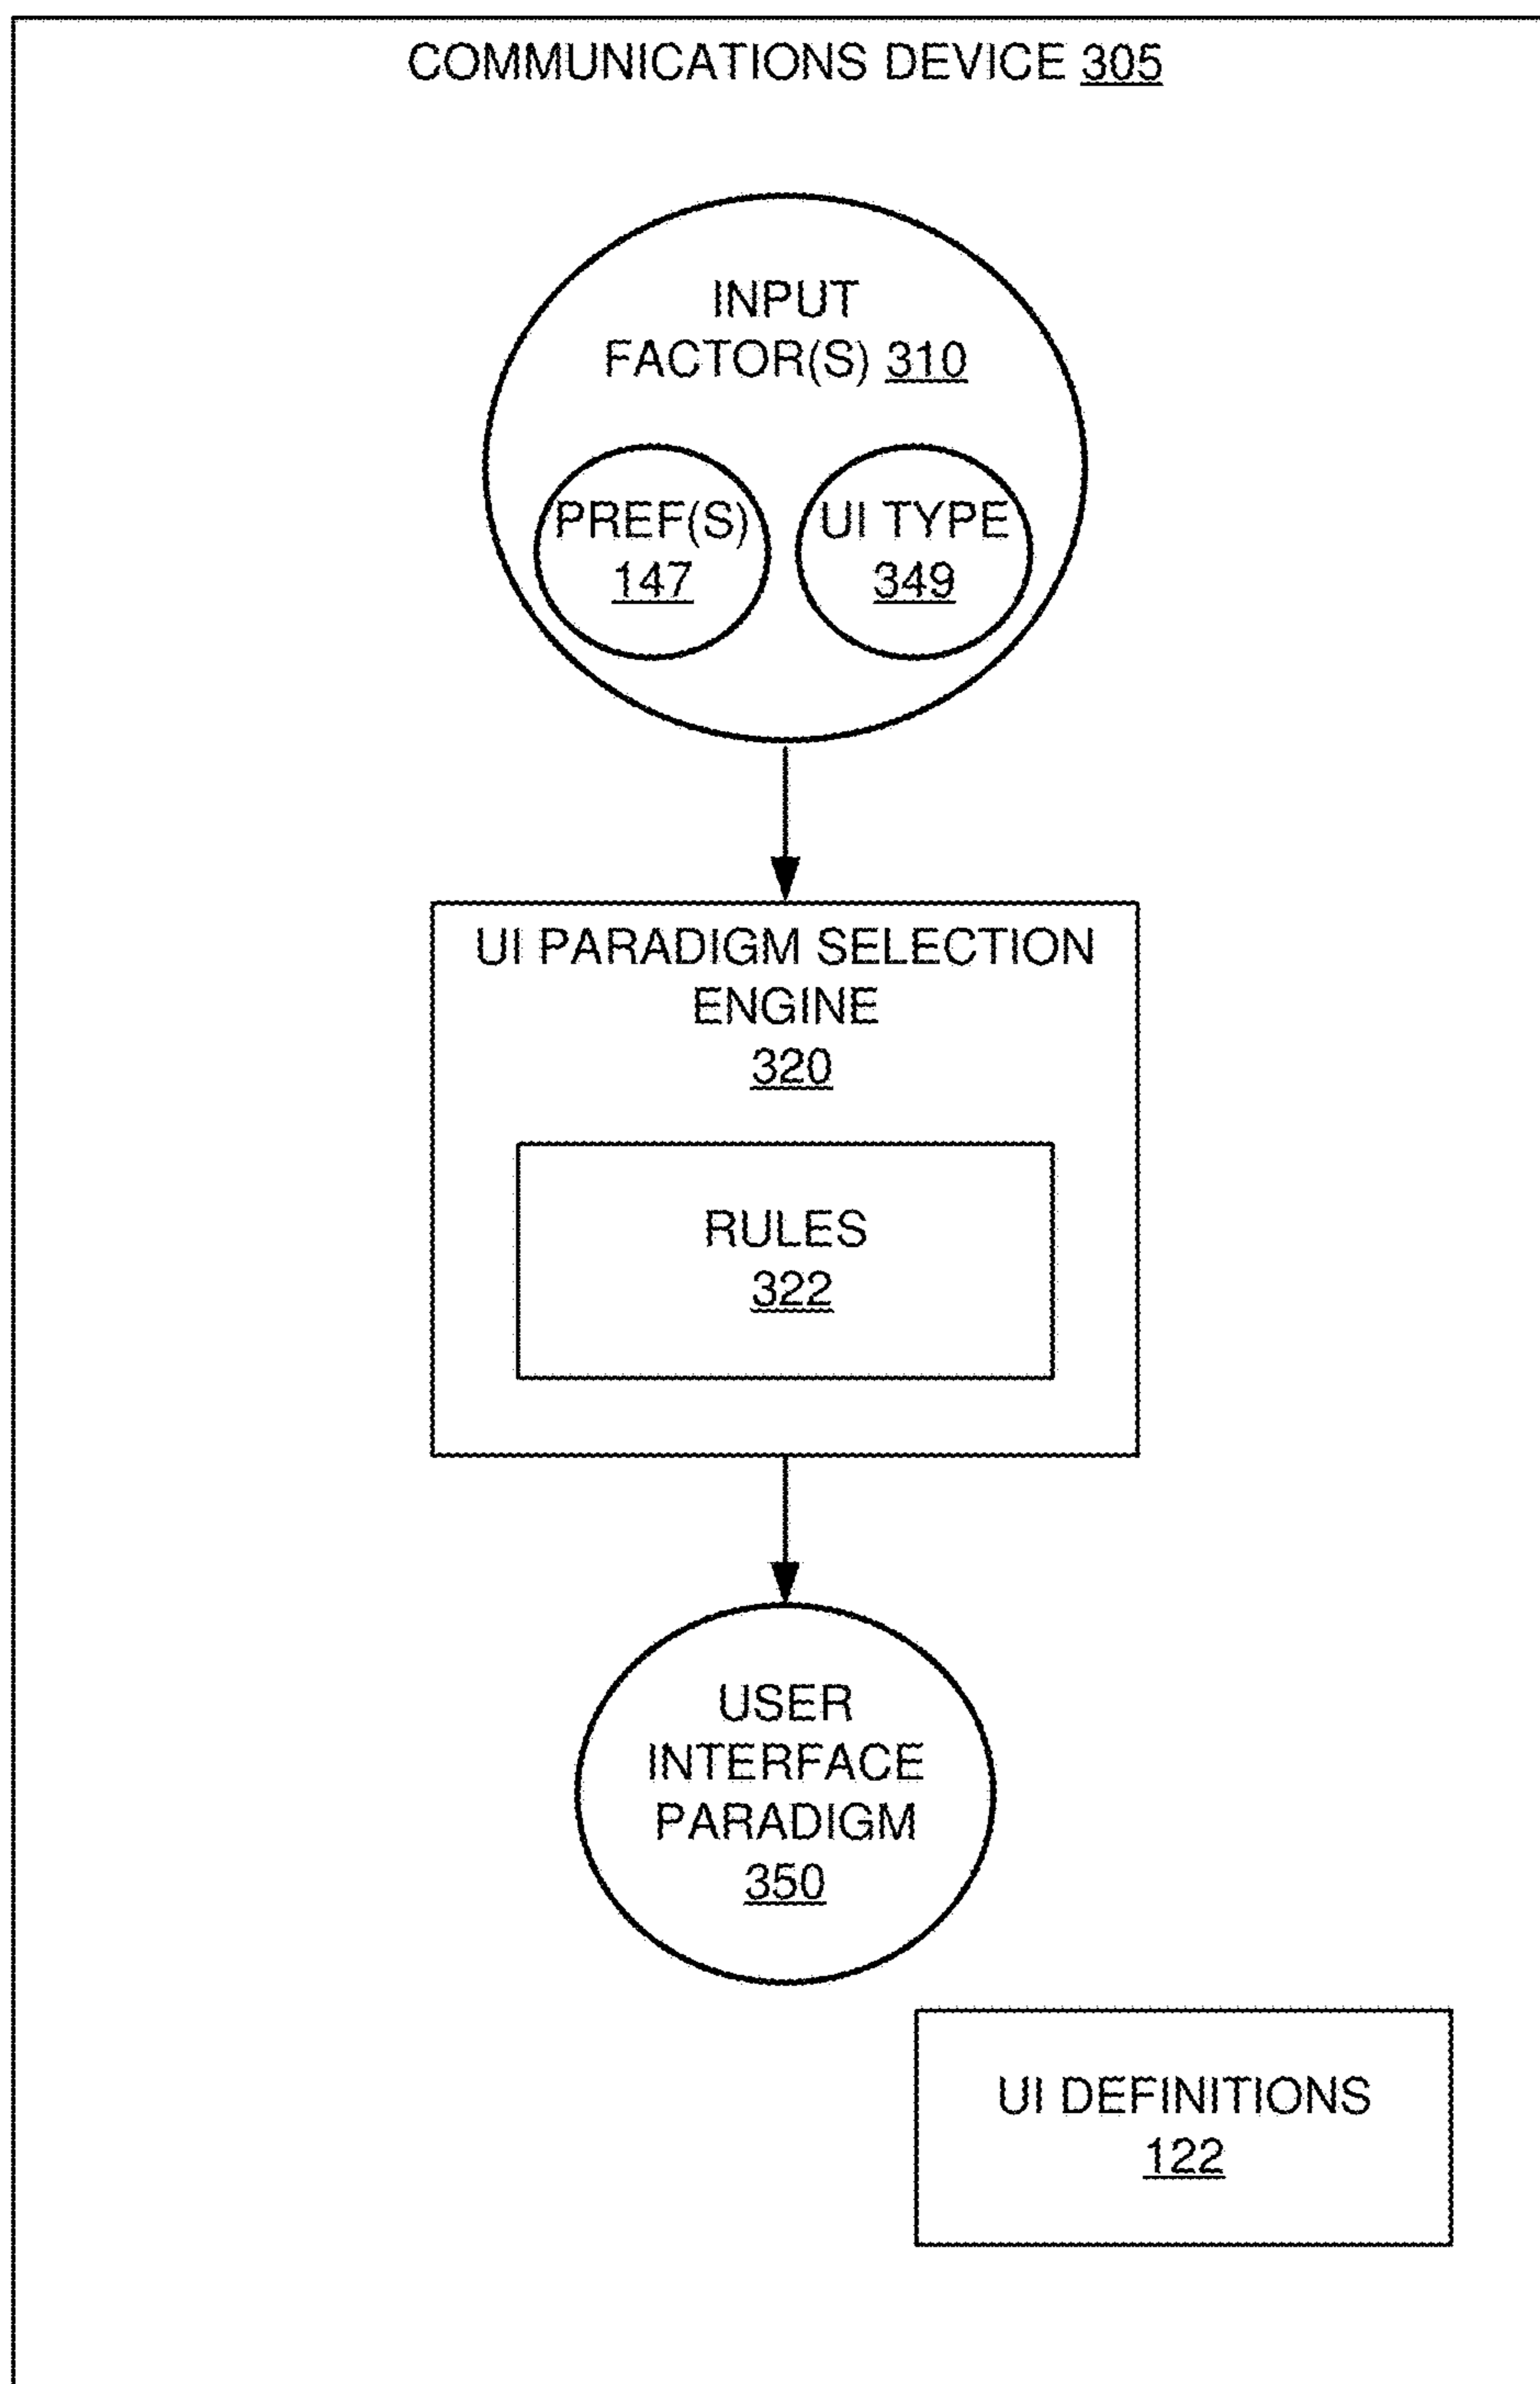 COMMUNICATIONS DEVICE 305
INPUT
FACTOR(S) 310
PREF(S)
147
UI TYPE
349
UI PARADIGM SELECTION
ENGINE
320
RULES
322
USER
INTERFACE
PARADIGM
350
UI DEFINITIONS
122